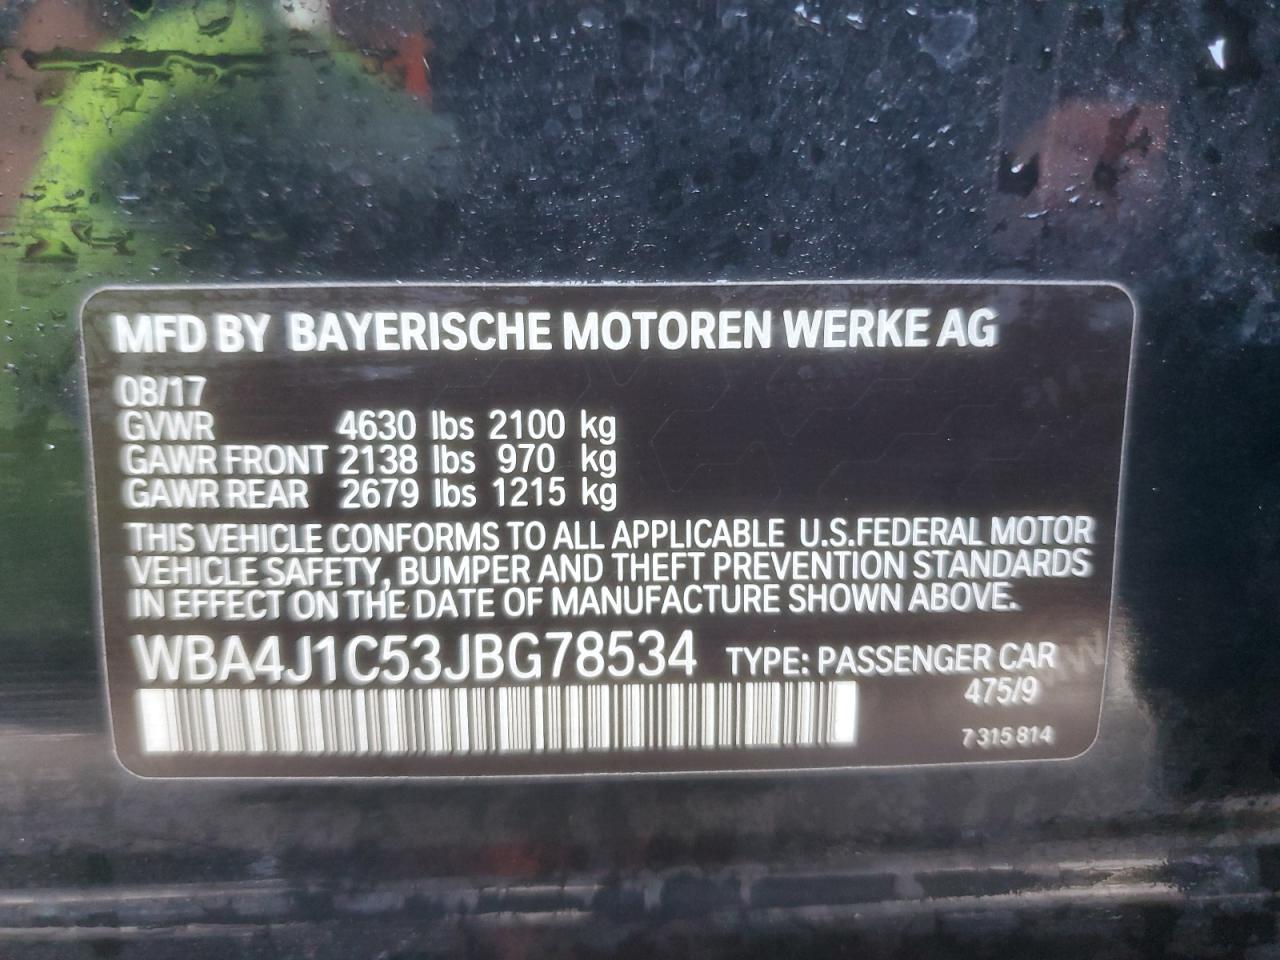 MFD BY BAYERISCHE MOTOREN WERKE AG
08/17
GVWR 4630 lbs 2100 kg
GAWR FRONT 2138 lbs 970 kg
GAWR REAR 2679 lbs 1215 kg
THIS VEHICLE CONFORMS TO ALL APPLICABLE U.S.FEDERAL MOTOR
VEHICLE SAFETY, BUMPER AND THEFT PREVENTION STANDARDS
IN EFFECT ON THE DATE OF MANUFACTURE SHOWN ABOVE.
WBA4J1C53JBG78534 TYPE: PASSENGER CAR
475/9
7 315 814